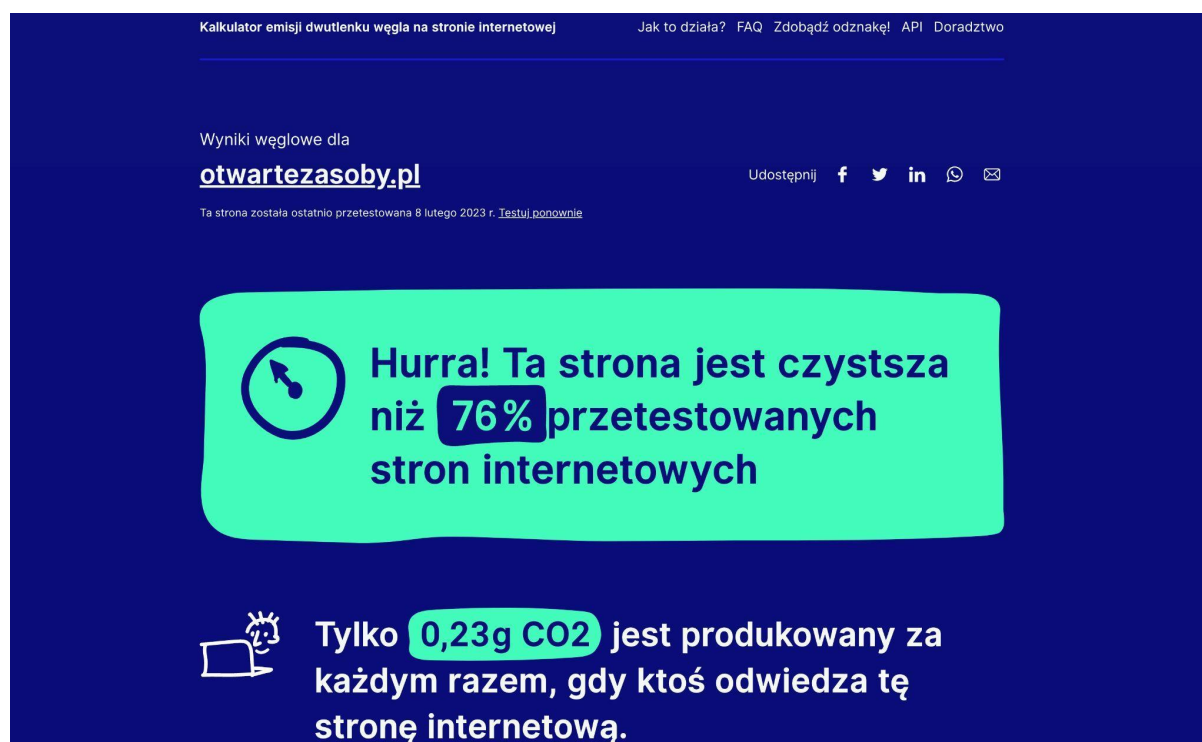 Kalkulator emisji dwutlenku węgla na stronie internetowej
Jak to działa? FAQ Zdobądź odznakę! API Doradztwo
Wyniki węglowe dla
otwartezasoby.pl
Udostępnij
Ta strona została ostatnio przetestowana 8 lutego 2023 r. Testuj ponownie
Hurra! Ta strona jest czystsza
niż 76% przetestowanych
stron internetowych
Tylko 0,23g CO2 jest produkowany za
każdym razem, gdy ktoś odwiedza tę
stronę internetową.